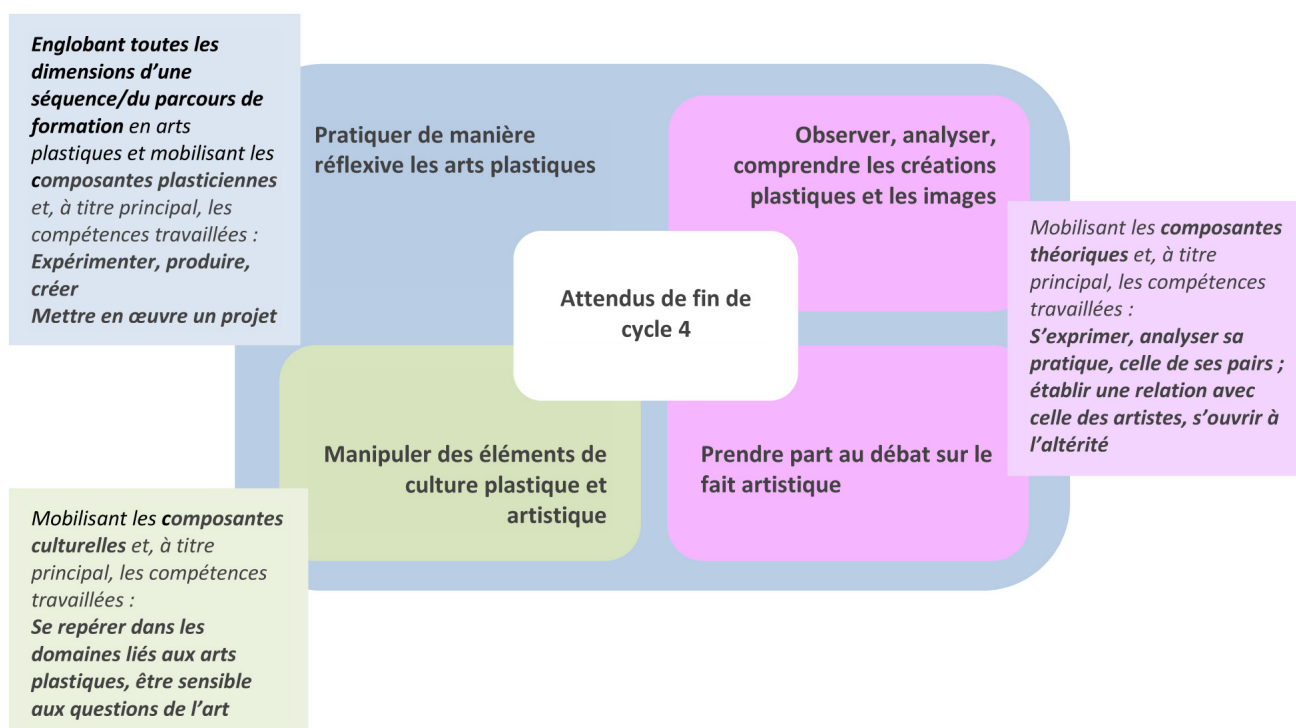 Englobant toutes les
dimensions d’une
séquence/du parcours de
formation en arts
plastiques et mobilisant les
composantes plasticiennes
et, à titre principal, les
compétences travaillées :
Expérimenter, produire,
créer
Mettre en œuvre un projet
Pratiquer de manière
réflexive les arts plastiques
Observer, analyser,
comprendre les créations
plastiques et les images
Attendus de fin de
cycle 4
Mobilisant les composantes
théoriques et, à titre
principal, les compétences
travaillées :
S’exprimer, analyser sa
pratique, celle de ses pairs ;
établir une relation avec
celle des artistes, s’ouvrir à
l’altérité
Manipuler des éléments de
culture plastique et
artistique
Prendre part au débat sur le
fait artistique
Mobilisant les composantes
culturelles et, à titre
principal, les compétences
travaillées :
Se repérer dans les
domaines liés aux arts
plastiques, être sensible
aux questions de l’art